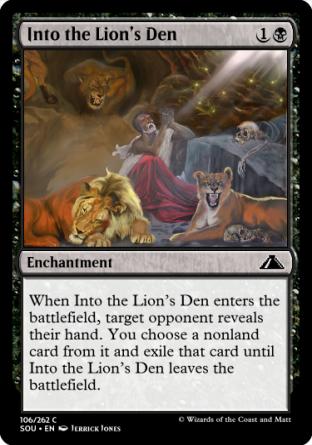 Into the Lion's Den 1
Enchantment
When Into the Lion's Den enters the
battlefield, target opponent reveals
their hand. You choose a nonland
card from it and exile that card until
Into the Lion's Den leaves the
battlefield.
106/262 C
SOU • EN JERRICK JONES
© Wizards of the Coast and Matt